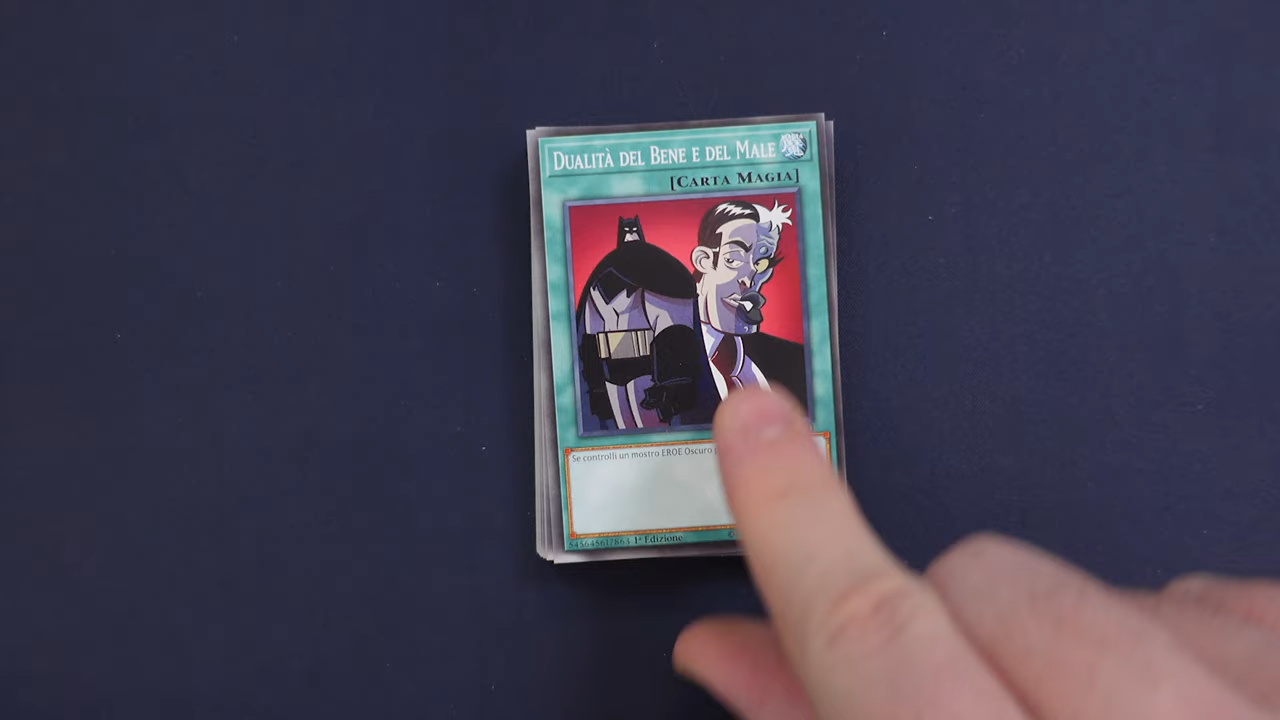 DUALITÀ DEL BENE E DEL MALE
[CARTA MAGIA]
Se controlli un mostro EROE Oscuro
1ª Edizione